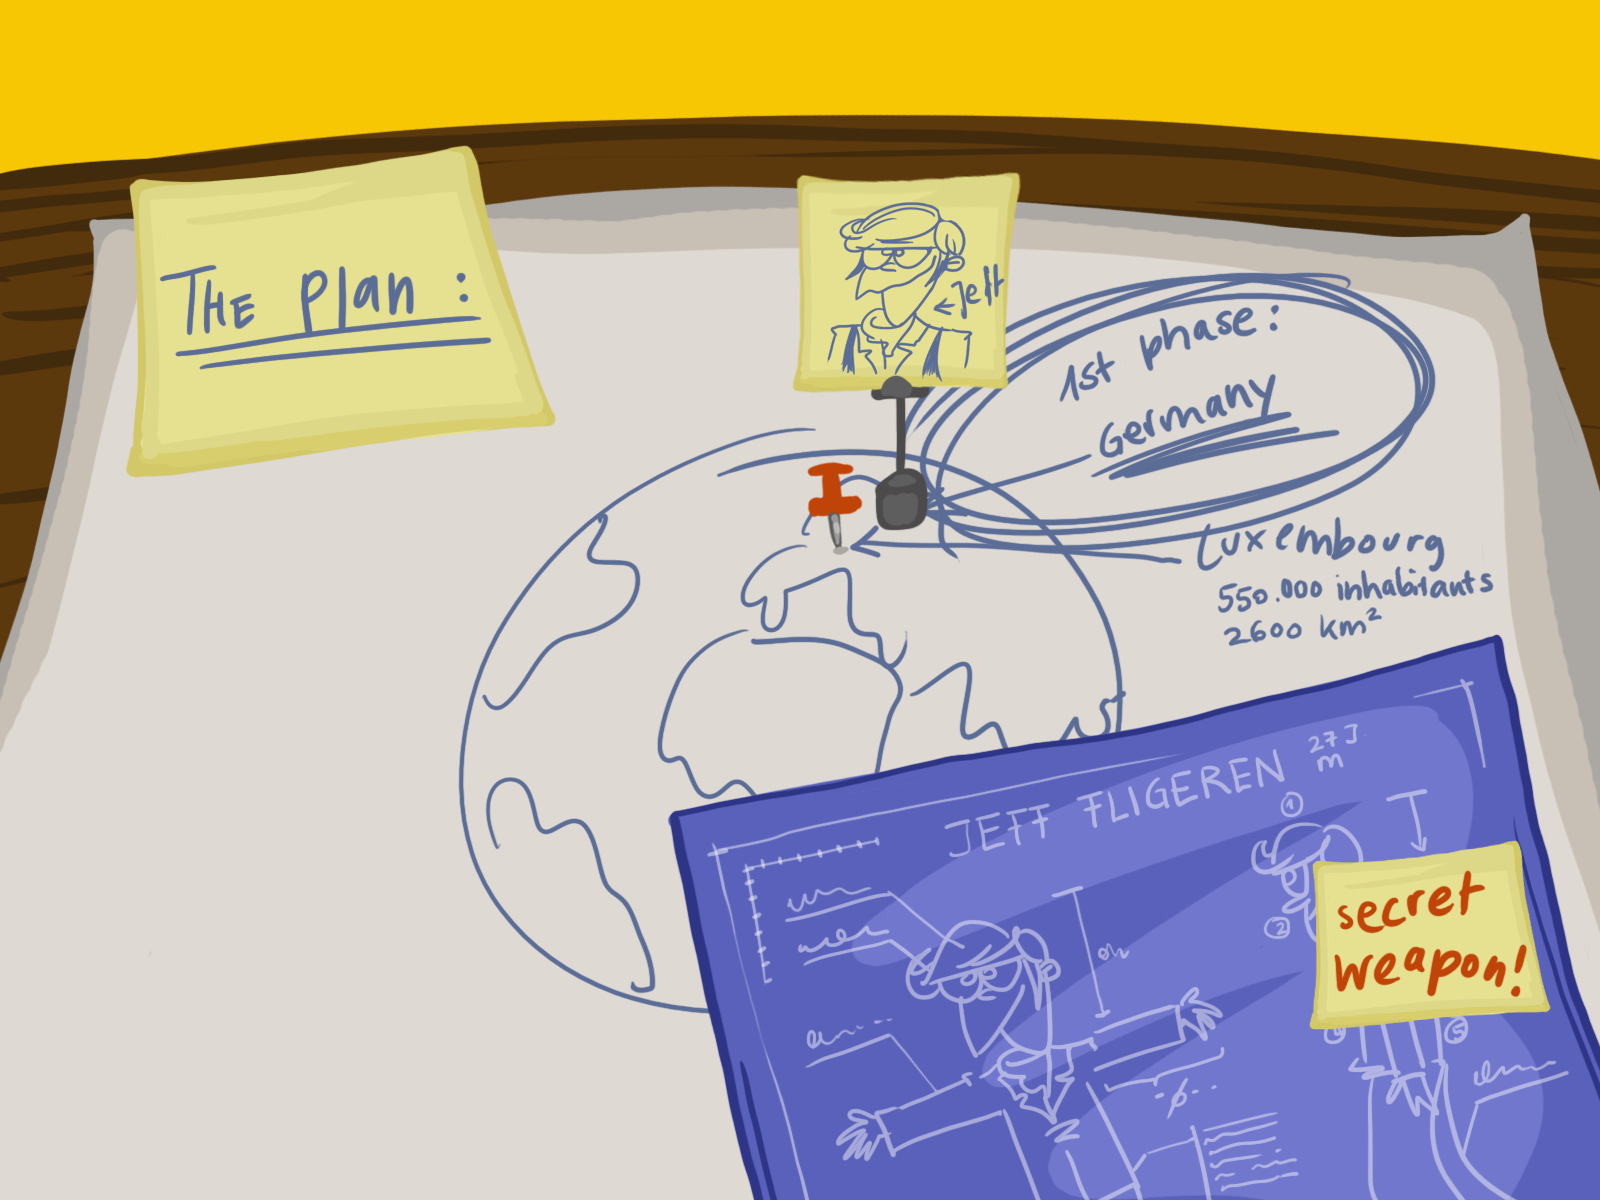 The plan:
Jeff
1st phase:
Germany
Luxembourg
550.000 inhabitants
2600 km²
JEFF FLIGEREN 27 J.
m
1
2
secret
weapon!
5